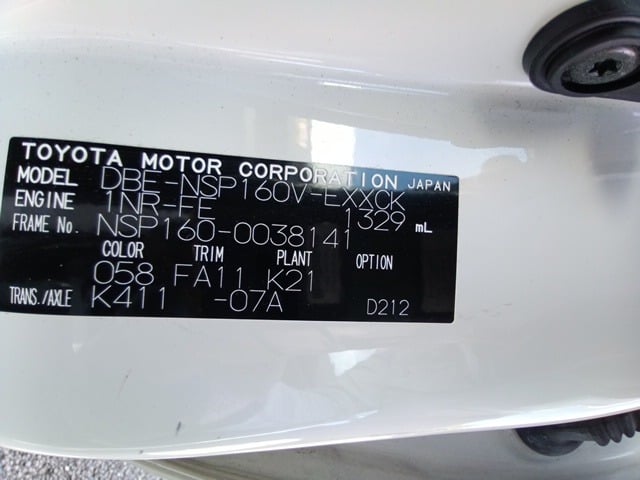 TOYOTA MOTOR CORPORATION JAPAN
MODEL DBE-NSP160V-EXXCK
ENGINE 1NR-FE 1329 mL
FRAME No. NSP160-0038141
COLOR TRIM PLANT OPTION
058 FA11 K21
TRANS./AXLE K411 -07A D212